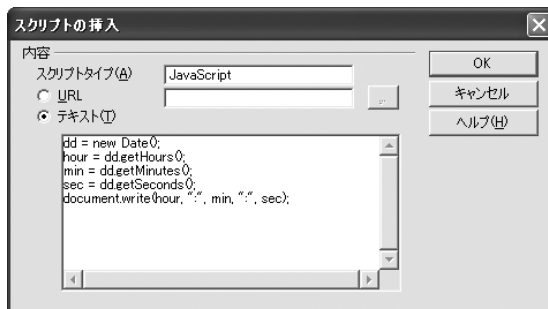 スクリプトの挿入
内容
スクリプトタイプ(A) JavaScript
OK
URL ...
キャンセル
テキスト(T)
ヘルプ(H)
dd = new Date();
hour = dd.getHours();
min = dd.getMinutes();
sec = dd.getSeconds();
document.write(hour, ":", min, ":", sec);